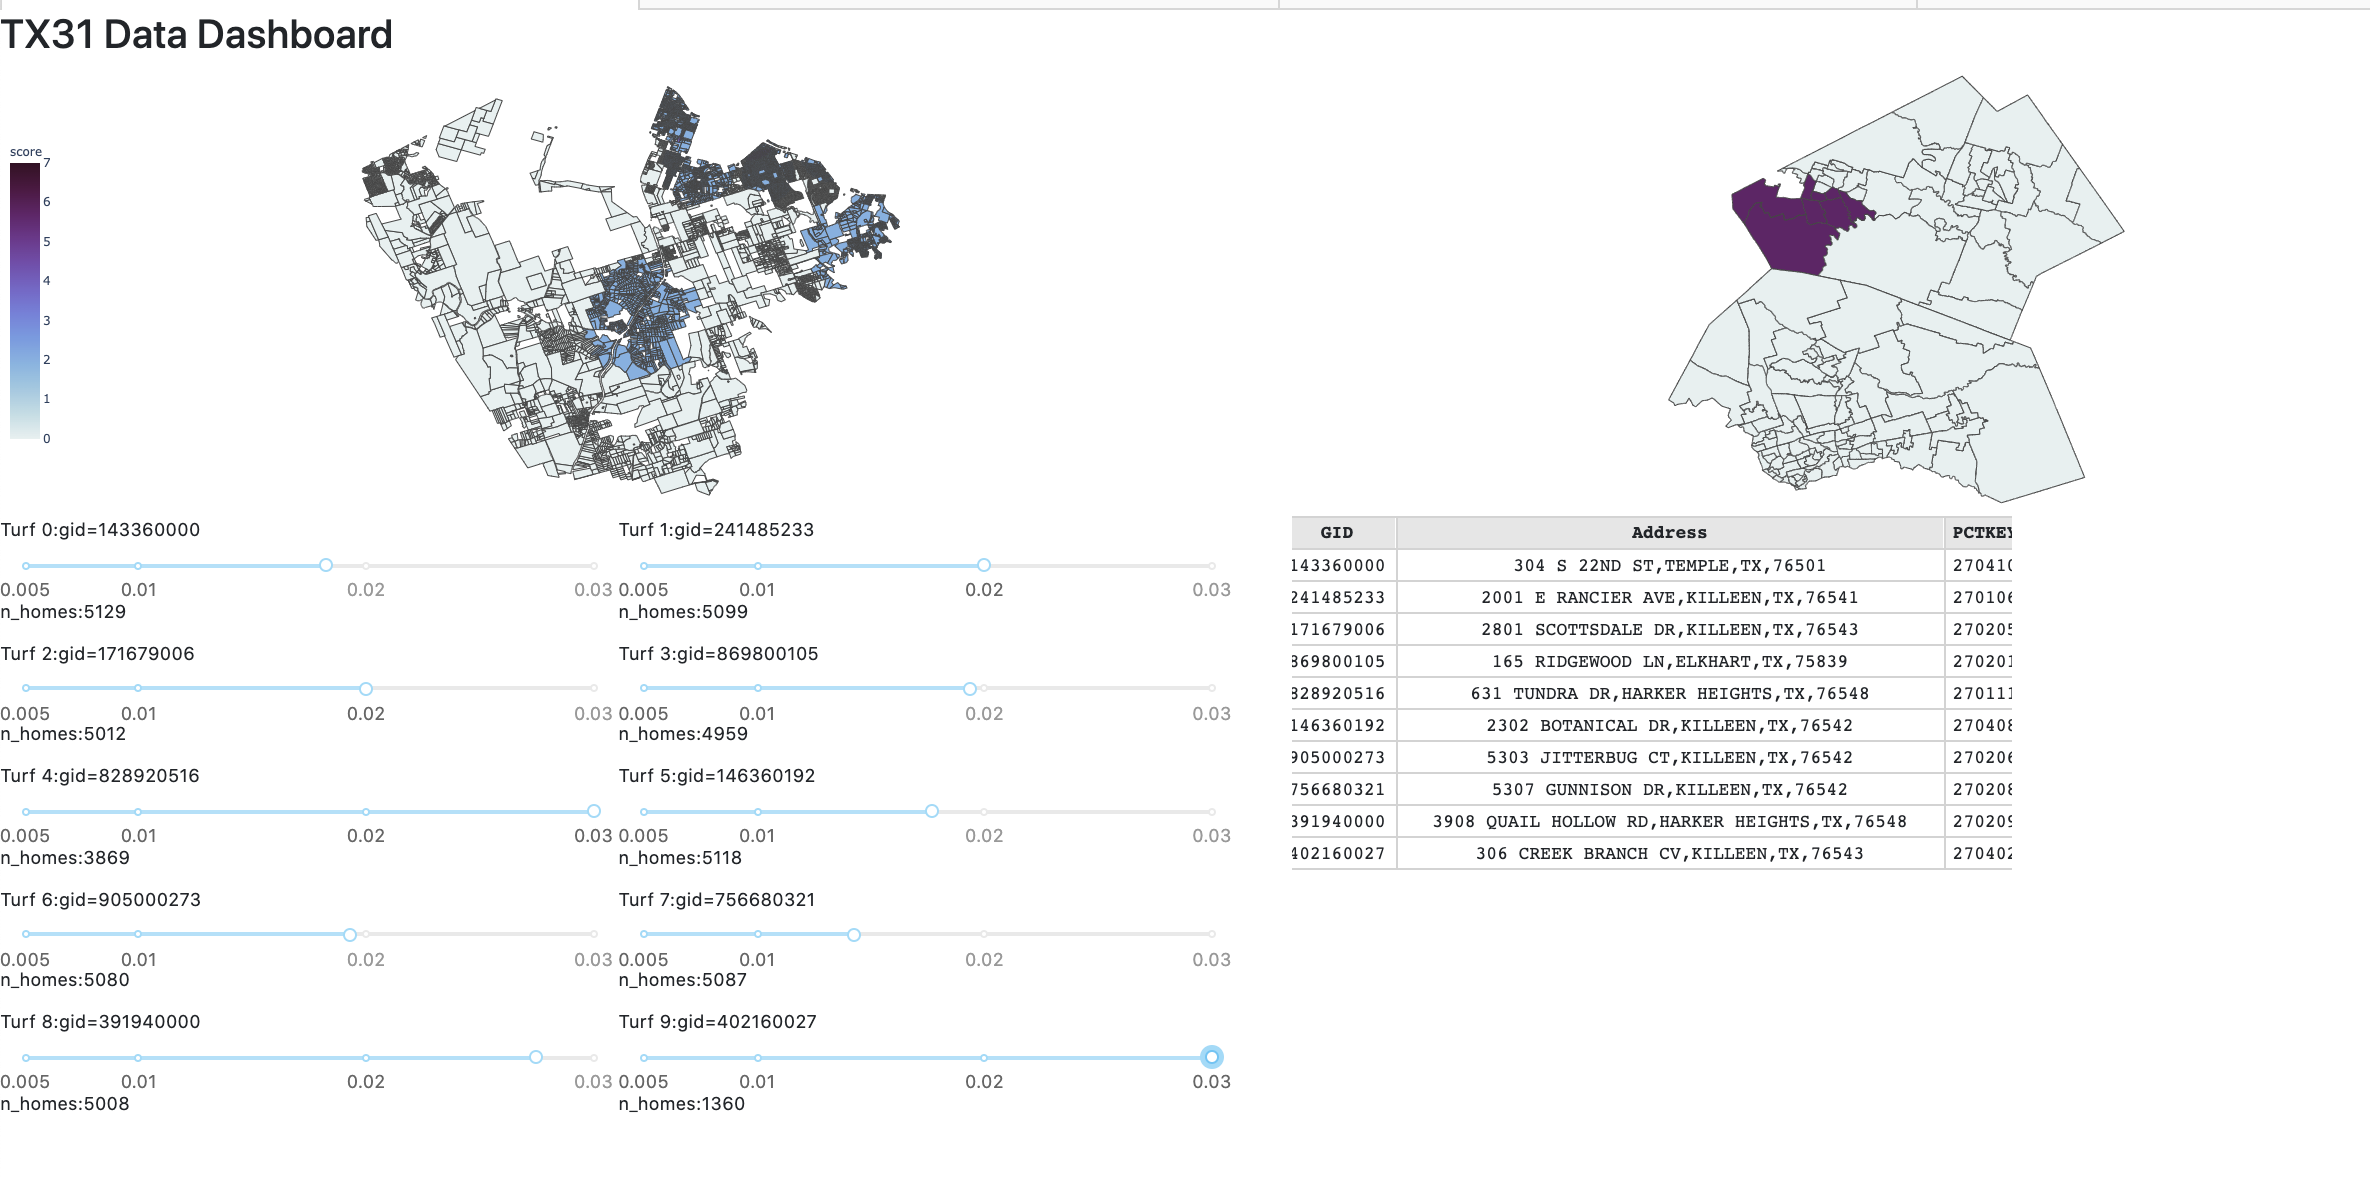 TX31 Data Dashboard
score
7
6
5
4
3
2
1
0
Turf 0:gid=143360000
0.005 0.01 0.02 0.03
n_homes:5129
Turf 1:gid=241485233
0.005 0.01 0.02 0.03
n_homes:5099
Turf 2:gid=171679006
0.005 0.01 0.02 0.03
n_homes:5012
Turf 3:gid=869800105
0.005 0.01 0.02 0.03
n_homes:4959
Turf 4:gid=828920516
0.005 0.01 0.02 0.03
n_homes:3869
Turf 5:gid=146360192
0.005 0.01 0.02 0.03
n_homes:5118
Turf 6:gid=905000273
0.005 0.01 0.02 0.03
n_homes:5080
Turf 7:gid=756680321
0.005 0.01 0.02 0.03
n_homes:5087
Turf 8:gid=391940000
0.005 0.01 0.02 0.03
n_homes:5008
Turf 9:gid=402160027
0.005 0.01 0.02 0.03
n_homes:1360
GID Address PCTKEY
143360000 304 S 22ND ST,TEMPLE,TX,76501 270410
241485233 2001 E RANCIER AVE,KILLEEN,TX,76541 270106
171679006 2801 SCOTTSDALE DR,KILLEEN,TX,76543 270205
869800105 165 RIDGEWOOD LN,ELKHART,TX,75839 270201
828920516 631 TUNDRA DR,HARKER HEIGHTS,TX,76548 270111
146360192 2302 BOTANICAL DR,KILLEEN,TX,76542 270408
905000273 5303 JITTERBUG CT,KILLEEN,TX,76542 270206
756680321 5307 GUNNISON DR,KILLEEN,TX,76542 270208
391940000 3908 QUAIL HOLLOW RD,HARKER HEIGHTS,TX,76548 270209
402160027 306 CREEK BRANCH CV,KILLEEN,TX,76543 270402